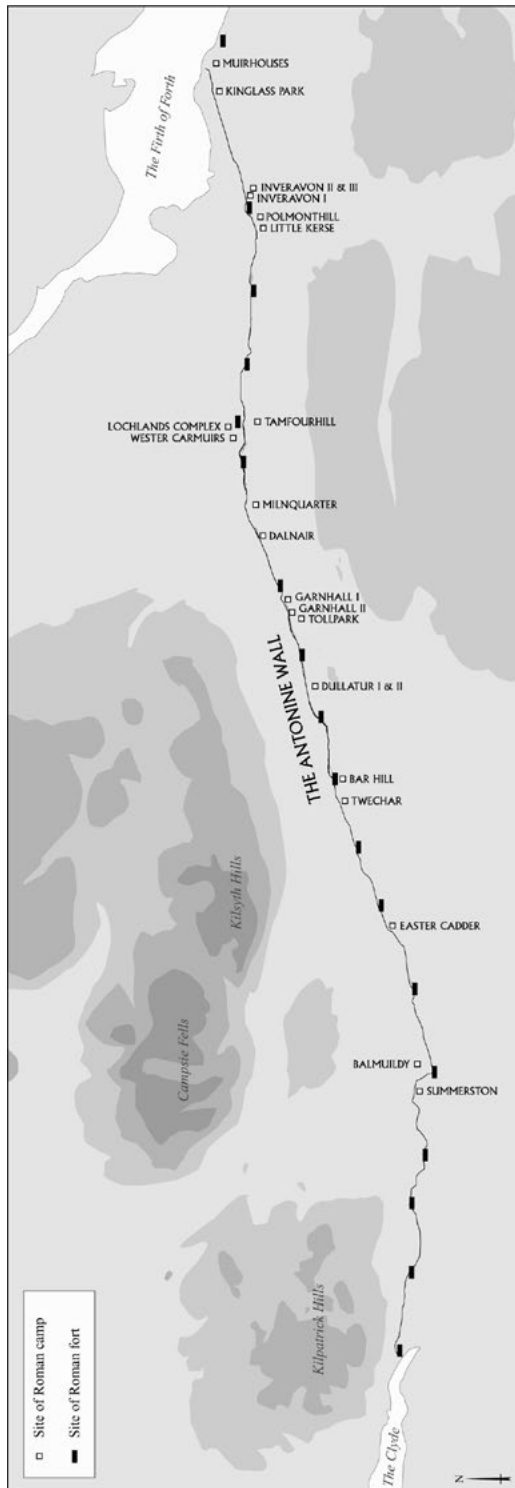 The Firth of Forth
MUIRHOUSES
KINGLASS PARK
INVERAVON II & III
INVERAVON I
POLMONTHILL
LITTLE KERSE
LOCHLANDS COMPLEX
TAMFOURHILL
WESTER CARMUIRS
MILNQUARTER
DALNAIR
GARNHALL I
GARNHALL II
TOLLPARK
THE ANTONINE WALL
DULLATUR I & II
BAR HILL
TWECHAR
Kilsyth Hills
EASTER CADDER
Campsie Fells
BALMUILDY
SUMMERSTON
Kilpatrick Hills
Site of Roman camp
Site of Roman fort
The Clyde
N